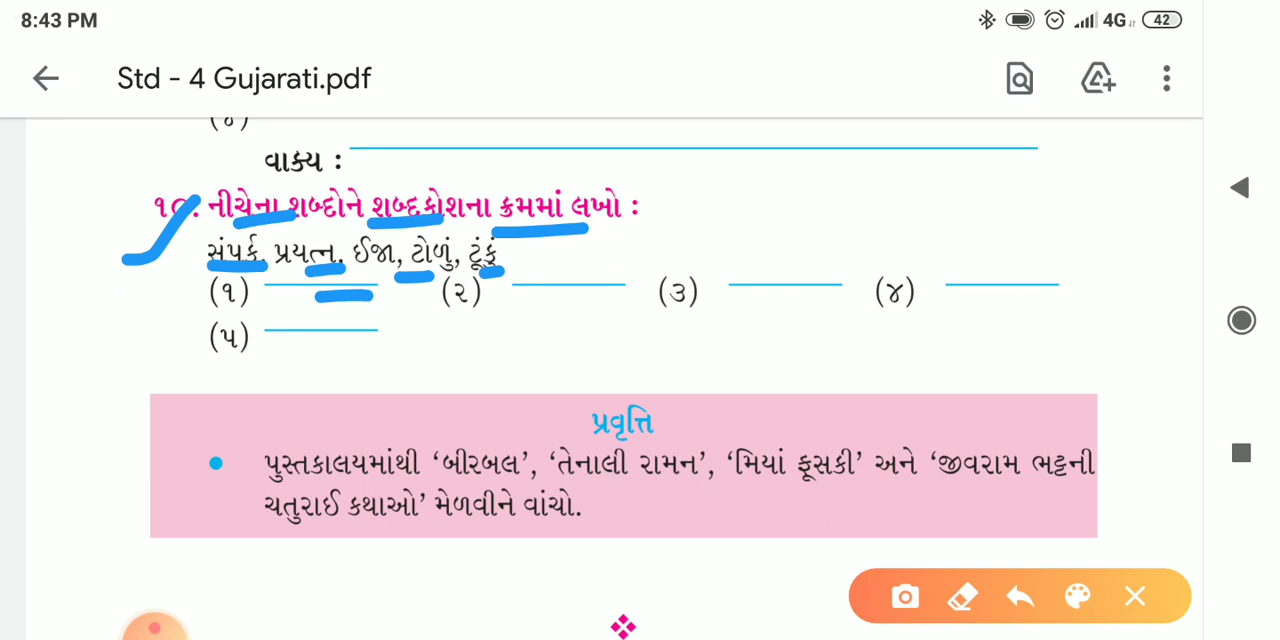 8:43 PM 4G 42
Std - 4 Gujarati.pdf
(૪)
વાક્ય :
૧૦. નીચેના શબ્દોને શબ્દકોશના ક્રમમાં લખો :
સંપર્ક, પ્રયત્ન, ઈજા, ટોળું, ટૂંકું
(૧) (૨) (૩) (૪)
(૫)
પ્રવૃત્તિ
પુસ્તકાલયમાંથી ‘બીરબલ’, ‘તેનાલી રામન’, ‘મિયાં ફૂસકી’ અને ‘જીવરામ ભટ્ટની
ચતુરાઈ કથાઓ’ મેળવીને વાંચો.